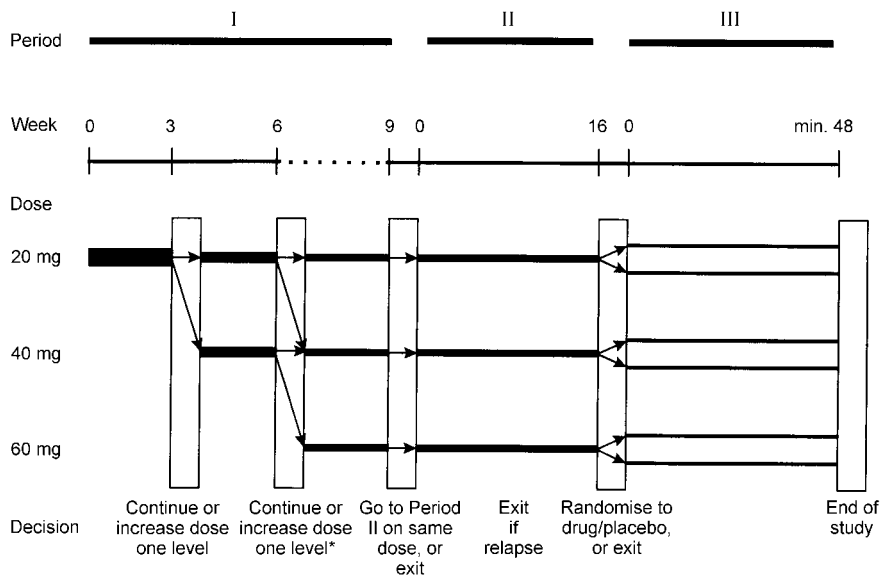 I II III
Period
Week 0 3 6 9 0 16 0 min. 48
Dose
20 mg
40 mg
60 mg
Decision
Continue or
increase dose
one level
Continue or
increase dose
one level*
Go to Period
II on same
dose, or
exit
Exit
if
relapse
Randomise to
drug/placebo,
or exit
End of
study